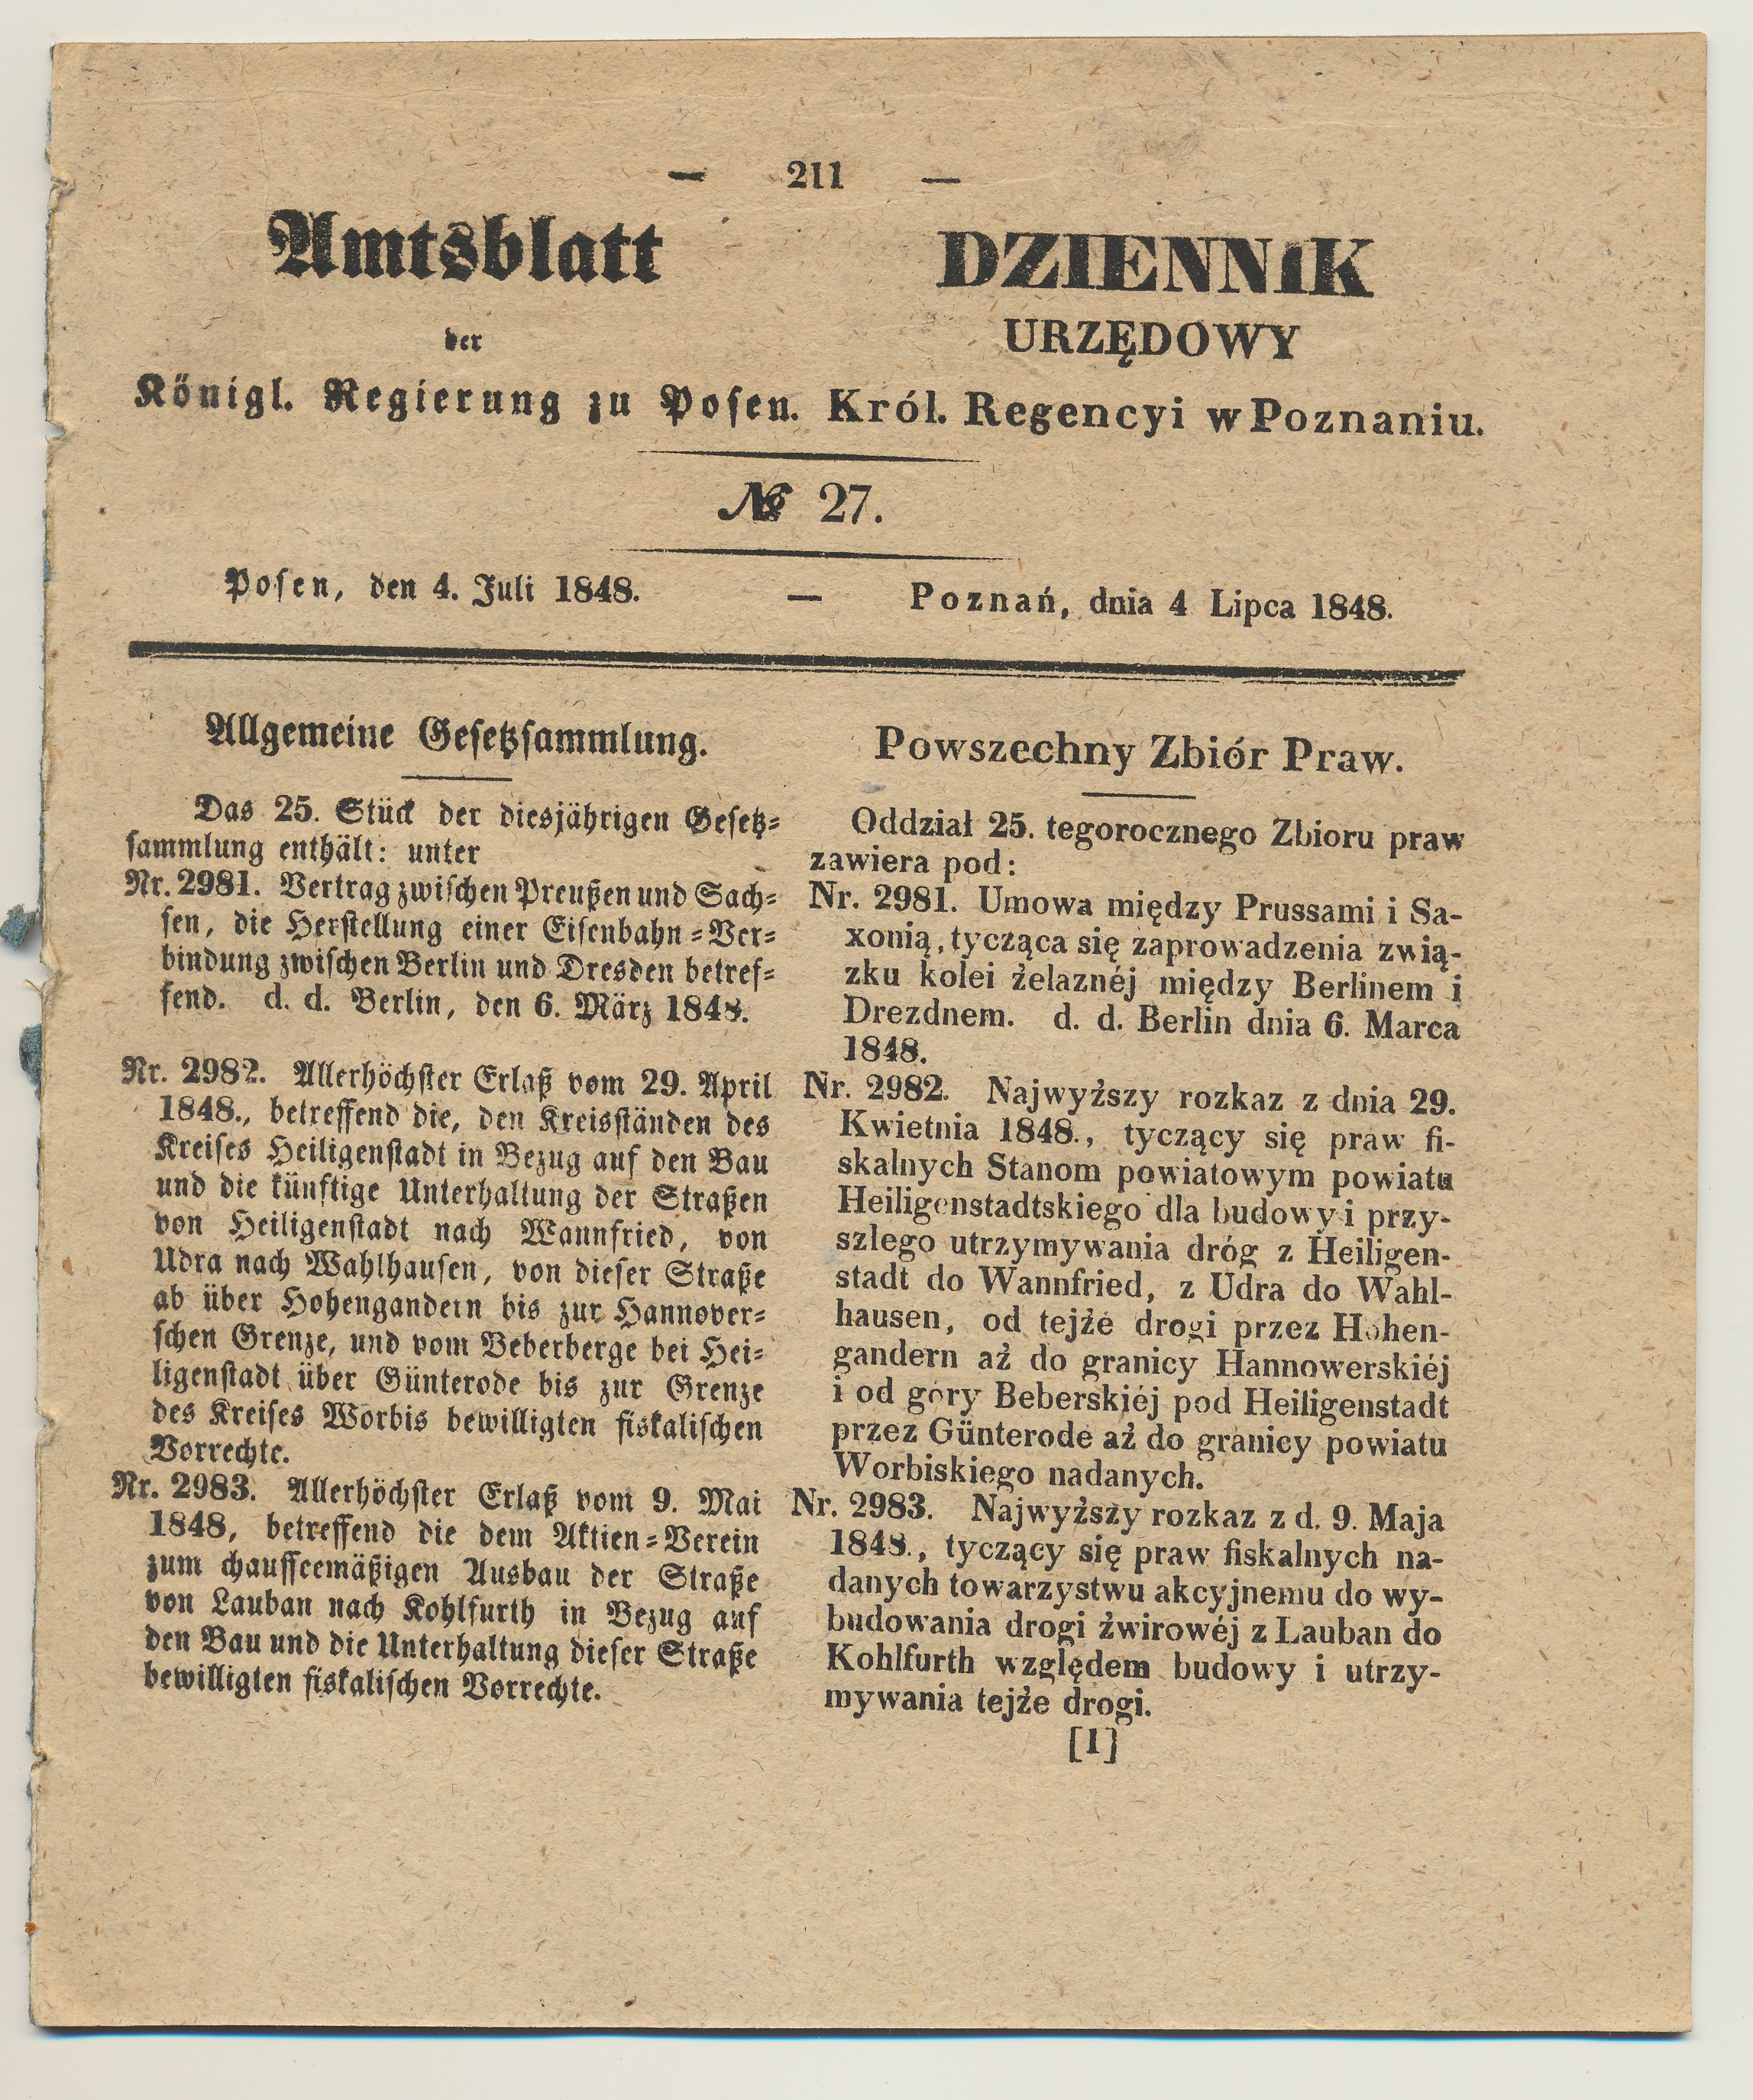 — 211 —
Amtsblatt
der
Königl. Regierung zu Posen.
DZIENNIK
URZĘDOWY
Król. Regencyi w Poznaniu.
№ 27.
Posen, den 4. Juli 1848. — Poznań, dnia 4 Lipca 1848.
Allgemeine Gesetzsammlung.
Das 25. Stück der diesjährigen Gesetz-
sammlung enthält: unter
Nr. 2981. Vertrag zwischen Preußen und Sach-
sen, die Herstellung einer Eisenbahn-Ver-
bindung zwischen Berlin und Dresden betref-
fend. d. d. Berlin, den 6. März 1848.
Nr. 2982. Allerhöchster Erlaß vom 29. April
1848., betreffend die, den Kreisständen des
Kreises Heiligenstadt in Bezug auf den Bau
und die künftige Unterhaltung der Straßen
von Heiligenstadt nach Wannfried, von
Udra nach Wahlhausen, von dieser Straße
ab über Hohengandern bis zur Hannover-
schen Grenze, und vom Beberberge bei Hei-
ligenstadt über Günterode bis zur Grenze
des Kreises Worbis bewilligten fiskalischen
Vorrechte.
Nr. 2983. Allerhöchster Erlaß vom 9. Mai
1848, betreffend die dem Aktien-Verein
zum chausseemäßigen Ausbau der Straße
von Lauban nach Kohlfurth in Bezug auf
den Bau und die Unterhaltung dieser Straße
bewilligten fiskalischen Vorrechte.
Powszechny Zbiór Praw.
Oddział 25. tegorocznego Zbioru praw
zawiera pod:
Nr. 2981. Umowa między Prussami i Sa-
xonią, tycząca się zaprowadzenia zwią-
zku kolei żelaznéj między Berlinem i
Drezdnem. d. d. Berlin dnia 6. Marca
1848.
Nr. 2982. Najwyższy rozkaz z dnia 29.
Kwietnia 1848., tyczący się praw fi-
skalnych Stanom powiatowym powiatu
Heiligenstadtskiego dla budowy i przy-
szlego utrzymywania dróg z Heiligen-
stadt do Wannfried, z Udra do Wahl-
hausen, od tejże drogi przez Hohen-
gandern aż do granicy Hannowerskiéj
i od góry Beberskiéj pod Heiligenstadt
przez Günterode aż do granicy powiatu
Worbiskiego nadanych.
Nr. 2983. Najwyższy rozkaz z d. 9. Maja
1848., tyczący się praw fiskalnych na-
danych towarzystwu akcyjnemu do wy-
budowania drogi żwirowéj z Lauban do
Kohlfurth względem budowy i utrzy-
mywania tejże drogi.
[1]